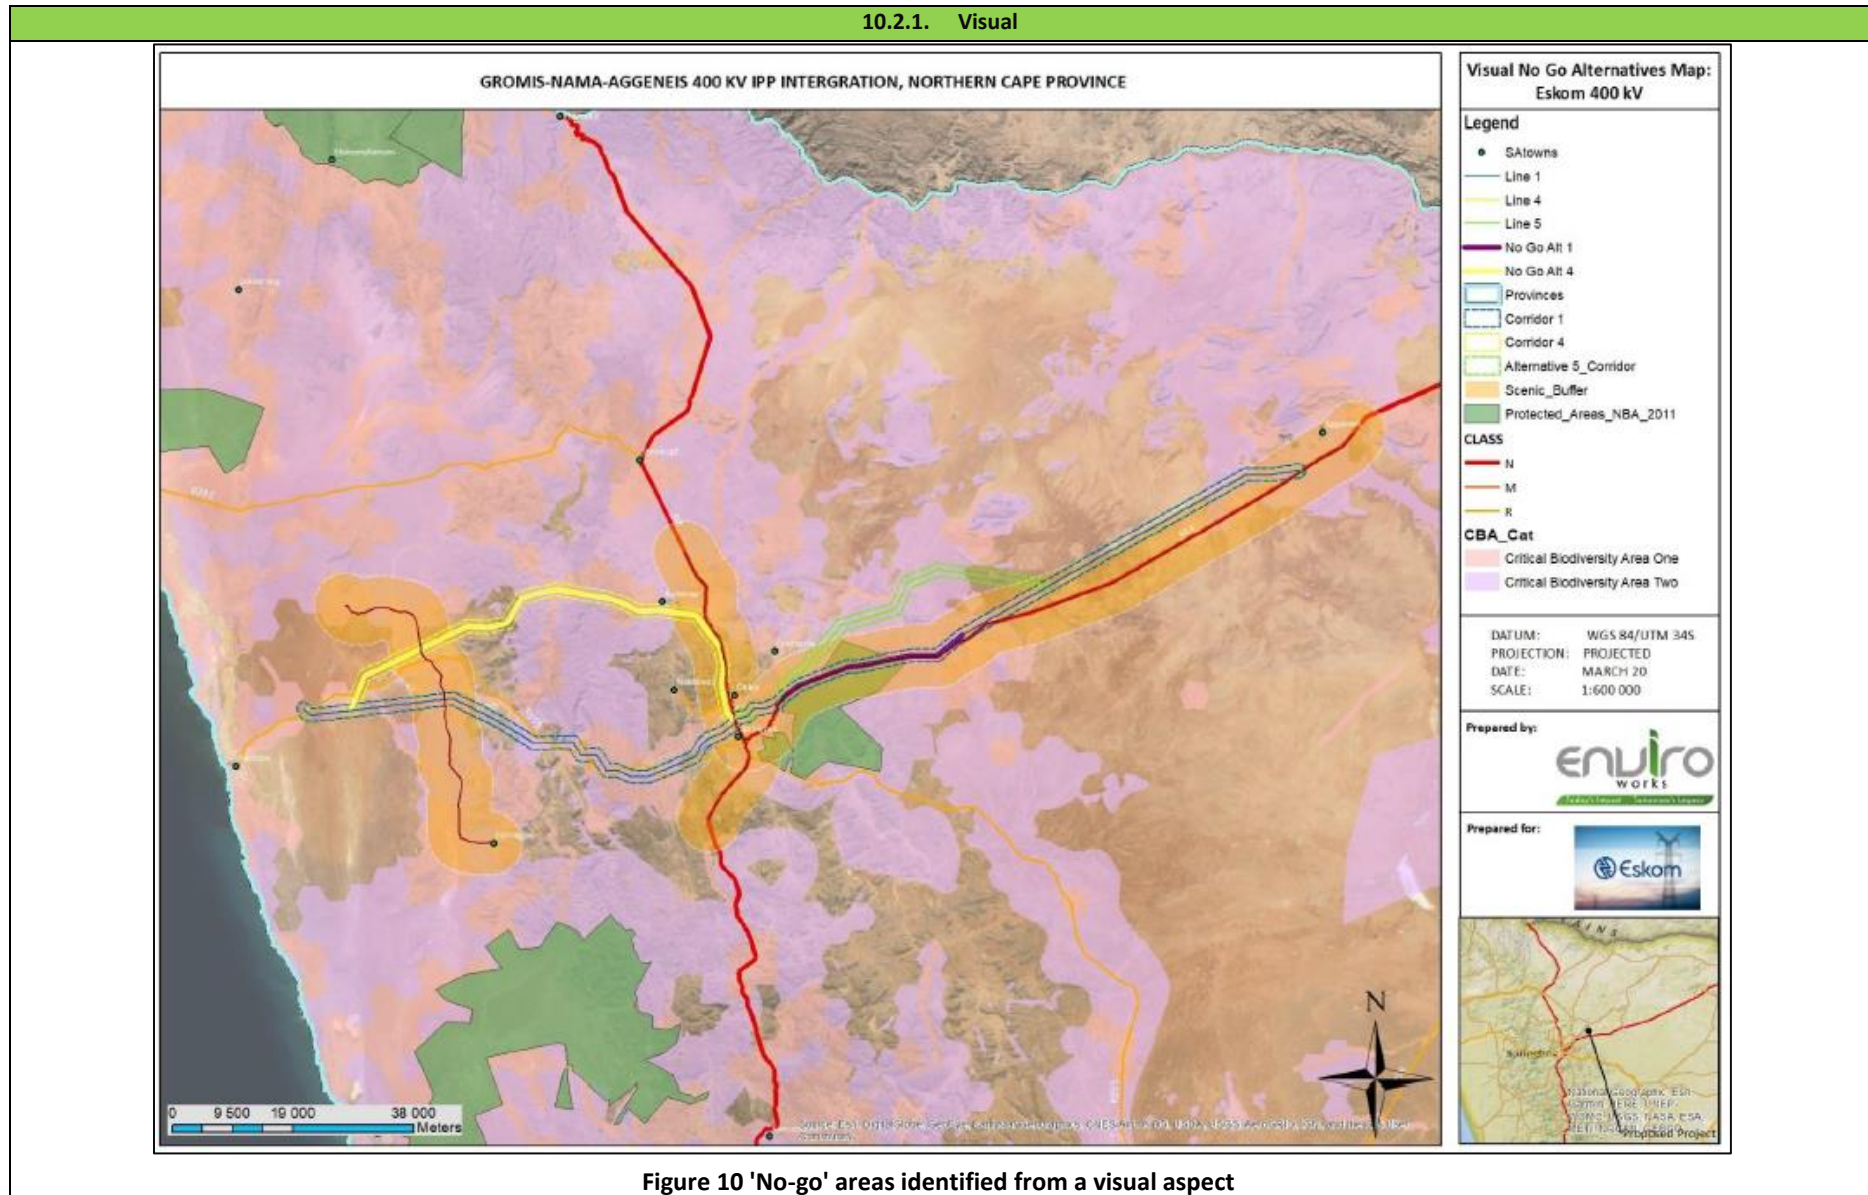 10.2.1. Visual
GROMIS-NAMA-AGGENEIS 400 KV IPP INTERGRATION, NORTHERN CAPE PROVINCE
Visual No Go Alternatives Map:
Eskom 400 kV
Legend
SAtowns
Line 1
Line 4
Line 5
No Go Alt 1
No Go Alt 4
Provinces
Corridor 1
Corridor 4
Alternative 5_Corridor
Scenic_Buffer
Protected_Areas_NBA_2011
CLASS
N
M
R
CBA_Cat
Critical Biodiversity Area One
Critical Biodiversity Area Two
DATUM: WGS 84/UTM 34S
PROJECTION: PROJECTED
DATE: MARCH 20
SCALE: 1:600 000
Prepared by:
enviro
works
Prepared for:
Eskom
N
0 9 500 19 000 38 000
Meters
Proposed Project
Figure 10 'No-go' areas identified from a visual aspect